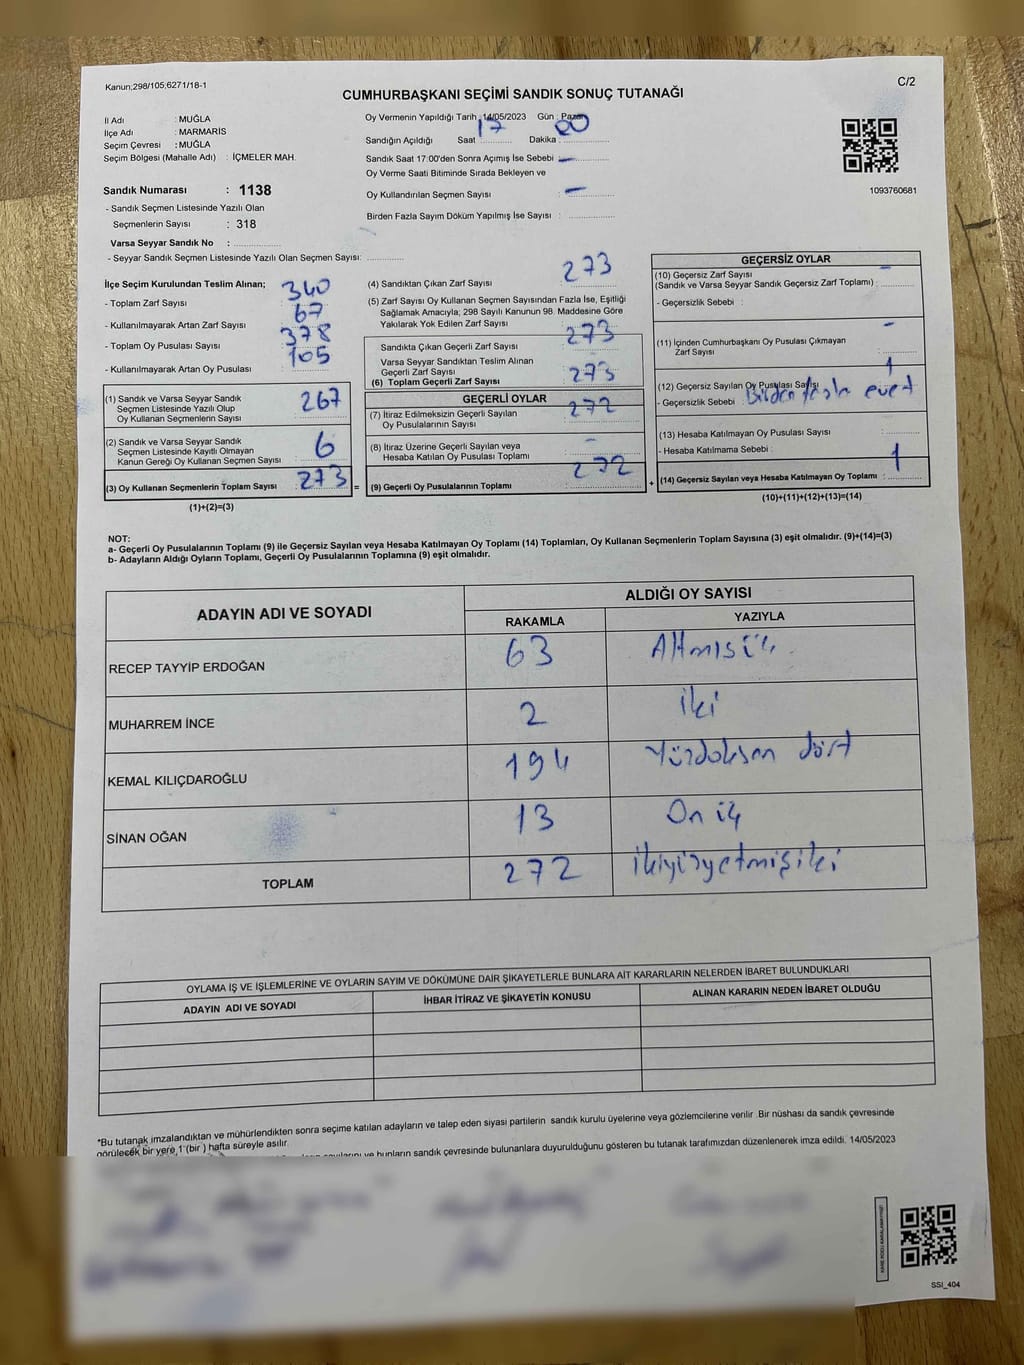 Kanun;298/105;6271/18-1
C/2
CUMHURBAŞKANI SEÇİMİ SANDIK SONUÇ TUTANAĞI
İl Adı : MUĞLA
İlçe Adı : MARMARİS
Seçim Çevresi : MUĞLA
Seçim Bölgesi (Mahalle Adı) : İÇMELER MAH.
Sandık Numarası : 1138
- Sandık Seçmen Listesinde Yazılı Olan
Seçmenlerin Sayısı : 318
Varsa Seyyar Sandık No : ..............
- Seyyar Sandık Seçmen Listesinde Yazılı Olan Seçmen Sayısı: ............
Oy Vermenin Yapıldığı Tarih : 14/05/2023 Gün : Pazar
Sandığın Açıldığı Saat : 17 Dakika : 00
Sandık Saat 17:00'den Sonra Açımış İse Sebebi : —
Oy Verme Saati Bitiminde Sırada Bekleyen ve
Oy Kullandırılan Seçmen Sayısı : —
Birden Fazla Sayım Döküm Yapılmış İse Sayısı : ..............
1093760681
İlçe Seçim Kurulundan Teslim Alınan;
- Toplam Zarf Sayısı : 340
- Kullanılmayarak Artan Zarf Sayısı : 67
- Toplam Oy Pusulası Sayısı : 378
- Kullanılmayarak Artan Oy Pusulası : 105
(1) Sandık ve Varsa Seyyar Sandık
Seçmen Listesinde Yazılı Olup
Oy Kullanan Seçmenlerin Sayısı : 267
(2) Sandık ve Varsa Seyyar Sandık
Seçmen Listesinde Kayıtlı Olmayan
Kanun Gereği Oy Kullanan Seçmen Sayısı : 6
(3) Oy Kullanan Seçmenlerin Toplam Sayısı : 273 =
(1)+(2)=(3)
(4) Sandıktan Çıkan Zarf Sayısı : 273
(5) Zarf Sayısı Oy Kullanan Seçmen Sayısından Fazla İse, Eşitliği
Sağlamak Amacıyla; 298 Sayılı Kanunun 98. Maddesine Göre
Yakılarak Yok Edilen Zarf Sayısı :
Sandıkta Çıkan Geçerli Zarf Sayısı : 273
Varsa Seyyar Sandıktan Teslim Alınan
Geçerli Zarf Sayısı :
(6) Toplam Geçerli Zarf Sayısı : 273
GEÇERLİ OYLAR
(7) İtiraz Edilmeksizin Geçerli Sayılan
Oy Pusulalarının Sayısı : 272
(8) İtiraz Üzerine Geçerli Sayılan veya
Hesaba Katılan Oy Pusulası Toplamı : —
(9) Geçerli Oy Pusulalarının Toplamı : 272 +
GEÇERSİZ OYLAR
(10) Geçersiz Zarf Sayısı
(Sandık ve Varsa Seyyar Sandık Geçersiz Zarf Toplamı) : —
- Geçersizlik Sebebi :
(11) İçinden Cumhurbaşkanı Oy Pusulası Çıkmayan
Zarf Sayısı : —
(12) Geçersiz Sayılan Oy Pusulası Sayısı : 1
- Geçersizlik Sebebi : Birden fazla evet
(13) Hesaba Katılmayan Oy Pusulası Sayısı : ..............
- Hesaba Katılmama Sebebi :
(14) Geçersiz Sayılan veya Hesaba Katılmayan Oy Toplamı : 1
(10)+(11)+(12)+(13)=(14)
NOT:
a- Geçerli Oy Pusulalarının Toplamı (9) ile Geçersiz Sayılan veya Hesaba Katılmayan Oy Toplamı (14) Toplamları, Oy Kullanan Seçmenlerin Toplam Sayısına (3) eşit olmalıdır. (9)+(14)=(3)
b- Adayların Aldığı Oyların Toplamı, Geçerli Oy Pusulalarının Toplamına (9) eşit olmalıdır.
ADAYIN ADI VE SOYADI
ALDIĞI OY SAYISI
RAKAMLA YAZIYLA
RECEP TAYYİP ERDOĞAN 63 Altmış üç
MUHARREM İNCE 2 iki
KEMAL KILIÇDAROĞLU 194 Yüzdoksan dört
SİNAN OĞAN 13 On üç
TOPLAM 272 ikiyüzyetmişiki
OYLAMA İŞ VE İŞLEMLERİNE VE OYLARIN SAYIM VE DÖKÜMÜNE DAİR ŞİKAYETLERLE BUNLARA AİT KARARLARIN NELERDEN İBARET BULUNDUKLARI
ADAYIN ADI VE SOYADI İHBAR İTİRAZ VE ŞİKAYETİN KONUSU ALINAN KARARIN NEDEN İBARET OLDUĞU
*Bu tutanak imzalandıktan ve mühürlendikten sonra seçime katılan adayların ve talep eden siyasi partilerin sandık kurulu üyelerine veya gözlemcilerine verilir .Bir nüshası da sandık çevresinde
görülecek bir yere 1 (bir ) hafta süreyle asılır.
ve bunların sandık çevresinde bulunanlara duyurulduğunu gösteren bu tutanak tarafımızdan düzenlenerek imza edildi. 14/05/2023
SSI_404